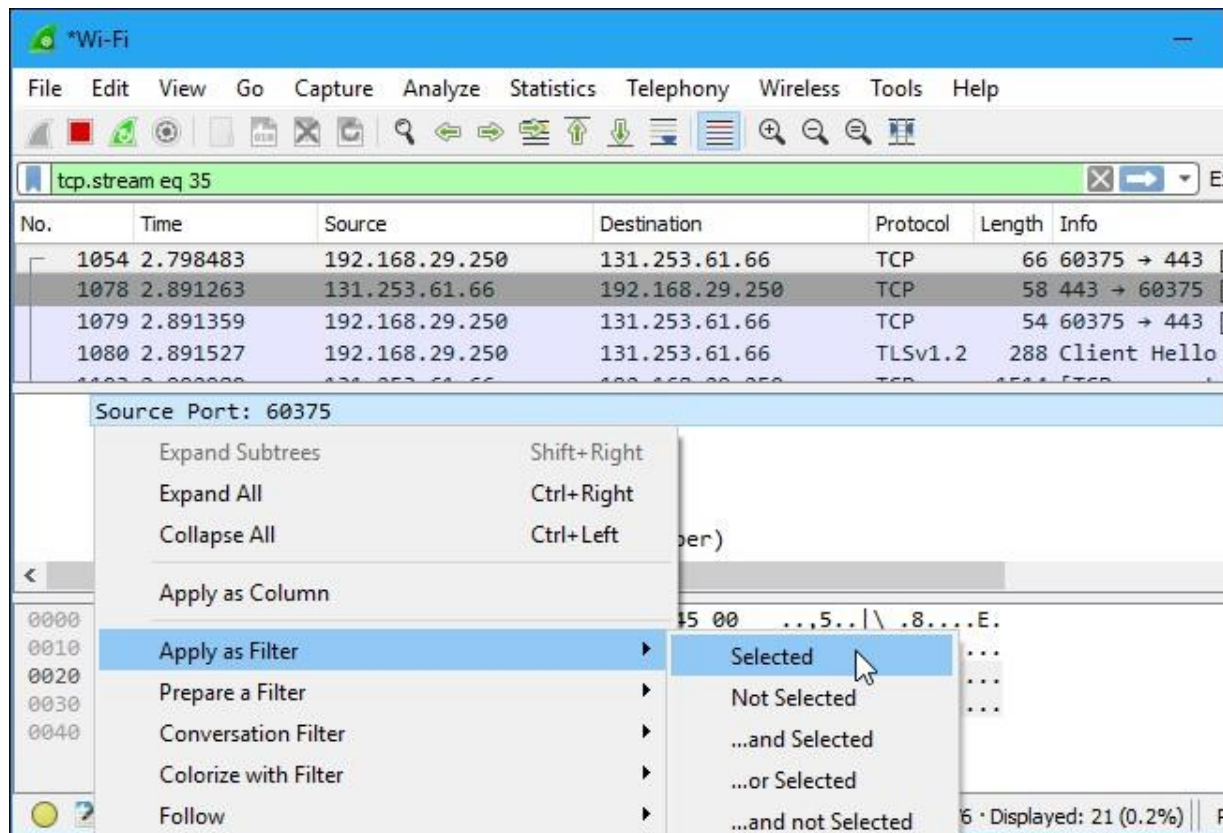 *Wi-Fi
File Edit View Go Capture Analyze Statistics Telephony Wireless Tools Help
tcp.stream eq 35
No. Time Source Destination Protocol Length Info
1054 2.798483 192.168.29.250 131.253.61.66 TCP 66 60375 → 443 [
1078 2.891263 131.253.61.66 192.168.29.250 TCP 58 443 → 60375 [
1079 2.891359 192.168.29.250 131.253.61.66 TCP 54 60375 → 443 [
1080 2.891527 192.168.29.250 131.253.61.66 TLSv1.2 288 Client Hello
Source Port: 60375
Expand Subtrees Shift+Right
Expand All Ctrl+Right
Collapse All Ctrl+Left
ber)
Apply as Column
0000 45 00 ..,5..|\ .8....E.
0010 Apply as Filter Selected ...
0020 ...
Prepare a Filter Not Selected
0030 ...
0040 Conversation Filter ...and Selected
Colorize with Filter ...or Selected
Follow ...and not Selected
6 · Displayed: 21 (0.2%)